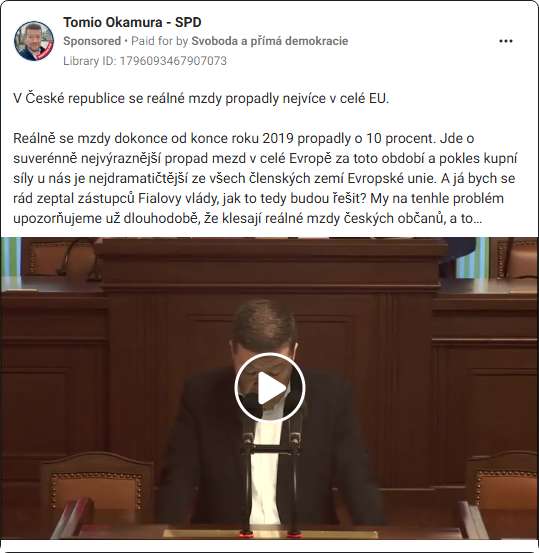 Tomio Okamura - SPD
Sponsored • Paid for by Svoboda a přímá demokracie
Library ID: 1796093467907073
V České republice se reálné mzdy propadly nejvíce v celé EU.
Reálně se mzdy dokonce od konce roku 2019 propadly o 10 procent. Jde o
suverénně nejvýraznější propad mezd v celé Evropě za toto období a pokles kupní
síly u nás je nejdramatičtější ze všech členských zemí Evropské unie. A já bych se
rád zeptal zástupců Fialovy vlády, jak to tedy budou řešit? My na tenhle problém
upozorňujeme už dlouhodobě, že klesají reálné mzdy českých občanů, a to...